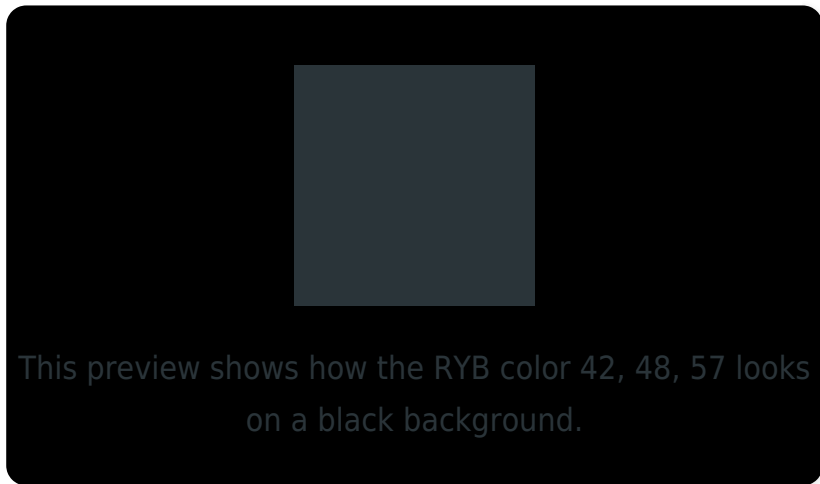 This preview shows how the RYB color 42, 48, 57 looks
on a black background.